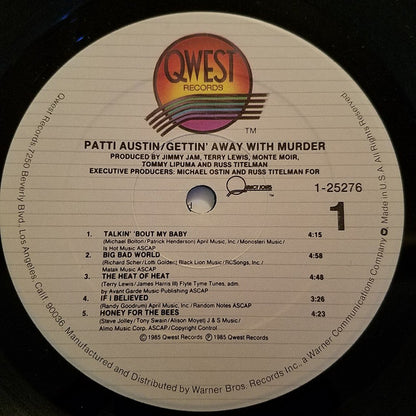 QWEST
RECORDS
TM
PATTI AUSTIN/GETTIN' AWAY WITH MURDER
PRODUCED BY JIMMY JAM, TERRY LEWIS, MONTE MOIR,
TOMMY LIPUMA AND RUSS TITELMAN
EXECUTIVE PRODUCERS: MICHAEL OSTIN AND RUSS TITELMAN FOR
QUINCY JONES
1-25276
1
1. TALKIN' 'BOUT MY BABY 4:15
(Michael Bolton/Patrick Henderson) April Music, Inc./Monosteri Music/
Is Hot Music ASCAP
2. BIG BAD WORLD 4:48
(Richard Scher/Lotti Golden) Black Lion Music/RCSongs, Inc./
Matak Music ASCAP
3. THE HEAT OF HEAT 4:48
(Terry Lewis/James Harris III) Flyte Tyme Tunes, adm.
by Avant Garde Music Publishing ASCAP
4. IF I BELIEVED 3:26
(Randy Goodrum) April Music, Inc./Random Notes ASCAP
5. HONEY FOR THE BEES 4:23
(Steve Jolley/Tony Swain/Alison Moyet) J & S Music/
Almo Music Corp. ASCAP/Copyright Control
© 1985 Qwest Records ℗ 1985 Qwest Records
Qwest Records 7250 Beverly Blvd. Los Angeles Calif. 90036. Manufactured and Distributed by Warner Bros. Records Inc., a Warner Communications Company. Made in U.S.A. All Rights Reserved.